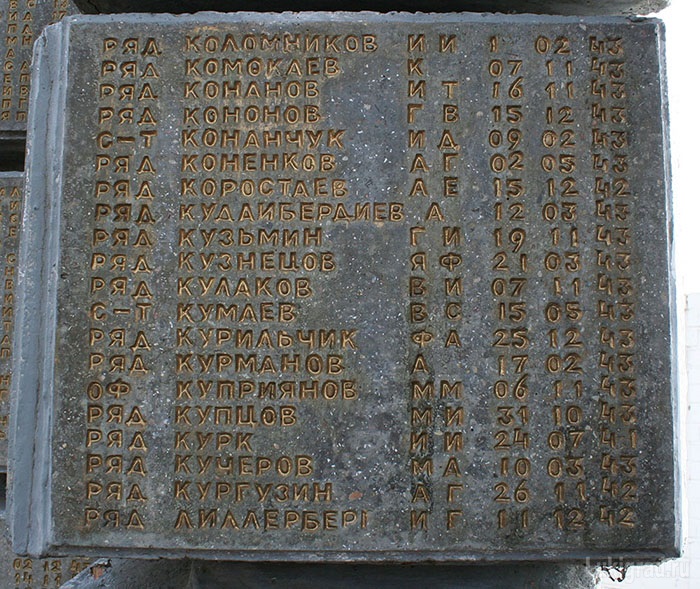 РЯД КОЛОМНИКОВ И И 1 02 43
РЯД КОМОКАЕВ К 07 11 43
РЯД КОНАНОВ И Т 16 11 43
РЯД КОНОНОВ Г В 15 12 43
С-Т КОНАНЧУК И Д 09 02 43
РЯД КОНЕНКОВ А Г 02 05 43
РЯД КОРОСТАЕВ А Е 15 12 42
РЯД КУДАЙБЕРДИЕВ А 12 03 43
РЯД КУЗЬМИН Г И 19 11 43
РЯД КУЗНЕЦОВ Я Ф 21 03 43
РЯД КУЛАКОВ В И 07 11 43
С-Т КУМАЕВ В С 15 05 43
РЯД КУРИЛЬЧИК Ф А 25 12 43
РЯД КУРМАНОВ А 17 02 43
ОФ КУПРИЯНОВ М М 06 11 43
РЯД КУПЦОВ М И 31 10 43
РЯД КУРК И И 24 07 41
РЯД КУЧЕРОВ М А 10 03 43
РЯД КУРГУЗИН А Г 26 11 42
РЯД ЛИЛЛЕРБЕРГ И Г 11 12 42